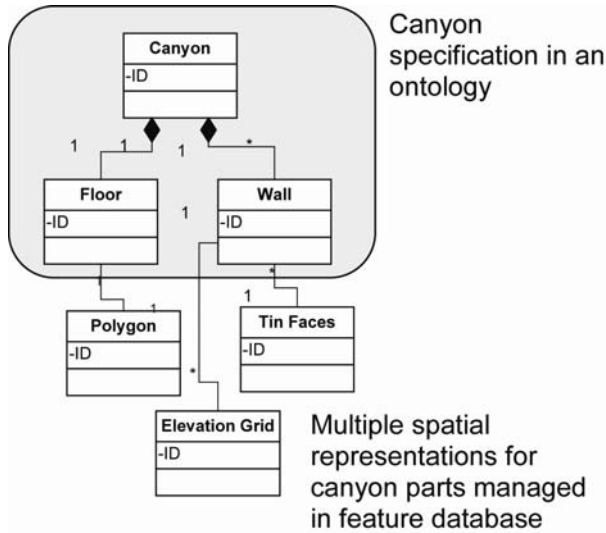 Canyon
-ID
Canyon
specification in an
ontology
1
1
1
*
Floor
-ID
1
Wall
-ID
1
1
*
1
Polygon
-ID
Tin Faces
-ID
*
Elevation Grid
-ID
Multiple spatial
representations for
canyon parts managed
in feature database